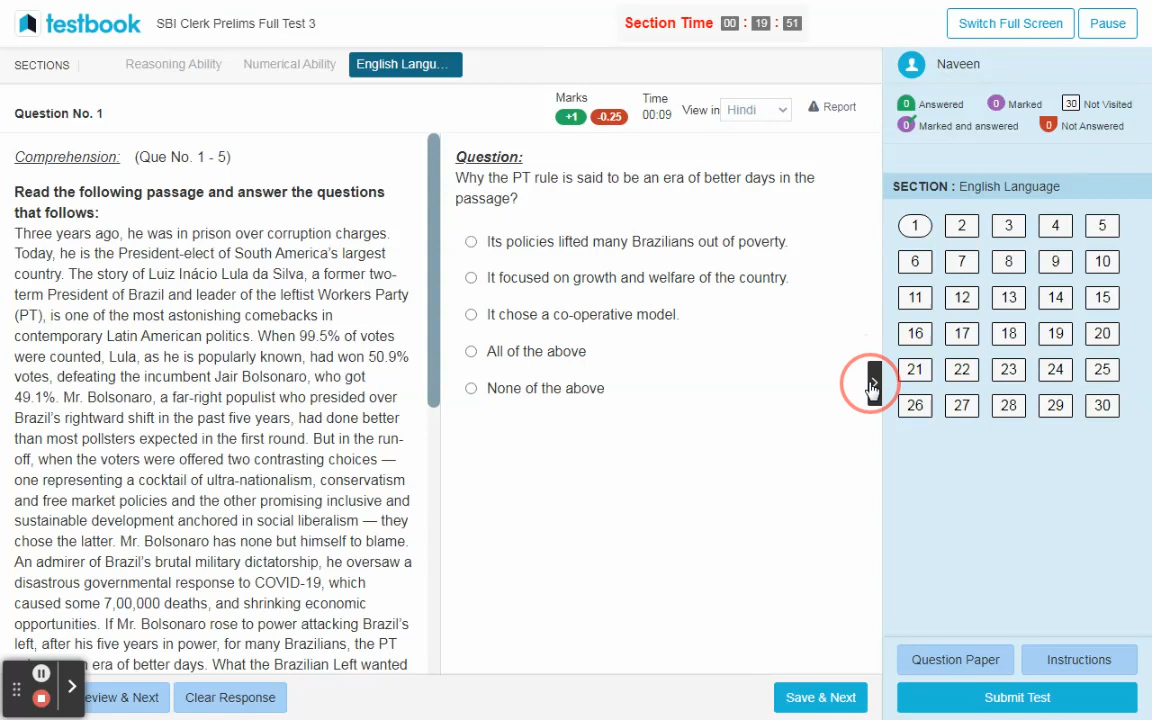 testbook SBI Clerk Prelims Full Test 3 Section Time 00 : 19 : 51 Switch Full Screen Pause
SECTIONS Reasoning Ability Numerical Ability English Langu...
Naveen
Question No. 1
Marks
+1 -0.25
Time
00:09
View in Hindi
Report
0 Answered 0 Marked 30 Not Visited
0 Marked and answered 0 Not Answered
Comprehension: (Que No. 1 - 5)
Read the following passage and answer the questions
that follows:
Three years ago, he was in prison over corruption charges.
Today, he is the President-elect of South America's largest
country. The story of Luiz Inácio Lula da Silva, a former two-
term President of Brazil and leader of the leftist Workers Party
(PT), is one of the most astonishing comebacks in
contemporary Latin American politics. When 99.5% of votes
were counted, Lula, as he is popularly known, had won 50.9%
votes, defeating the incumbent Jair Bolsonaro, who got
49.1%. Mr. Bolsonaro, a far-right populist who presided over
Brazil's rightward shift in the past five years, had done better
than most pollsters expected in the first round. But in the run-
off, when the voters were offered two contrasting choices —
one representing a cocktail of ultra-nationalism, conservatism
and free market policies and the other promising inclusive and
sustainable development anchored in social liberalism — they
chose the latter. Mr. Bolsonaro has none but himself to blame.
An admirer of Brazil's brutal military dictatorship, he oversaw a
disastrous governmental response to COVID-19, which
caused some 7,00,000 deaths, and shrinking economic
opportunities. If Mr. Bolsonaro rose to power attacking Brazil's
left, after his five years in power, for many Brazilians, the PT
n era of better days. What the Brazilian Left wanted
Question:
Why the PT rule is said to be an era of better days in the
passage?
Its policies lifted many Brazilians out of poverty.
It focused on growth and welfare of the country.
It chose a co-operative model.
All of the above
None of the above
SECTION : English Language
1 2 3 4 5
6 7 8 9 10
11 12 13 14 15
16 17 18 19 20
21 22 23 24 25
26 27 28 29 30
Question Paper Instructions
eview & Next Clear Response Save & Next Submit Test